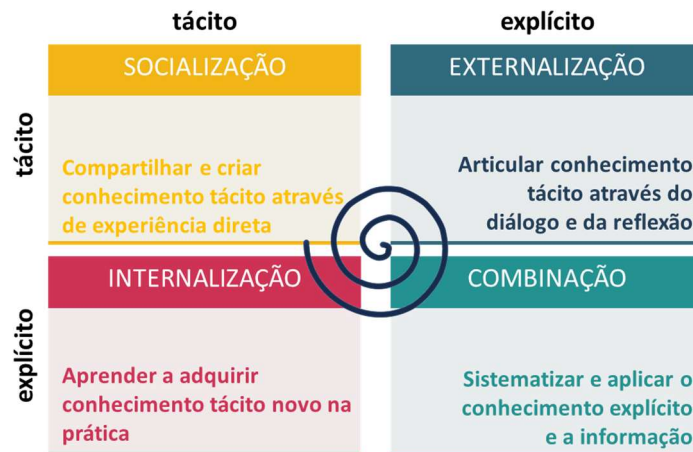 tácito
explícito
tácito
SOCIALIZAÇÃO
Compartilhar e criar
conhecimento tácito através
de experiência direta
EXTERNALIZAÇÃO
Articular conhecimento
tácito através do
diálogo e da reflexão
explícito
INTERNALIZAÇÃO
Aprender a adquirir
conhecimento tácito novo na
prática
COMBINAÇÃO
Sistematizar e aplicar o
conhecimento explícito
e a informação